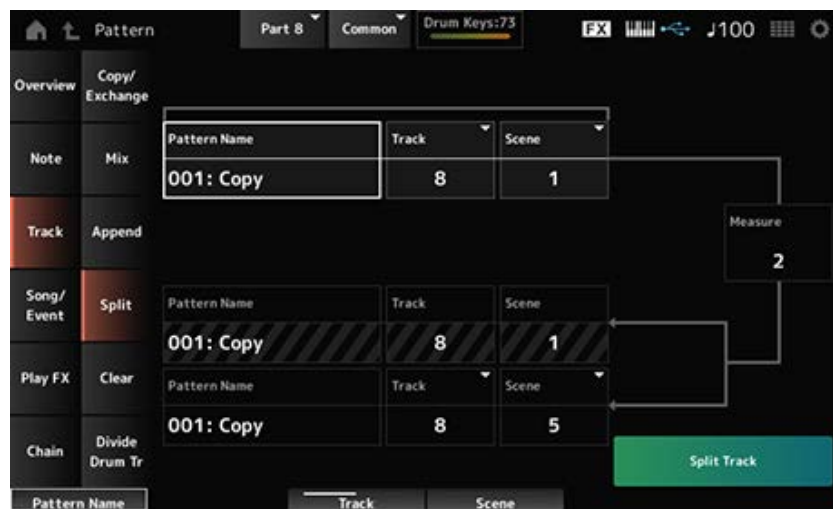 Pattern Part 8 Common Drum Keys:73 FX ♩100
Overview
Copy/
Exchange
Note
Mix
Track
Append
Song/
Event
Split
Play FX
Clear
Chain
Divide
Drum Tr
Pattern Name Track Scene
001: Copy 8 1
Measure
2
Pattern Name Track Scene
001: Copy 8 1
Pattern Name Track Scene
001: Copy 8 5
Split Track
Pattern Name Track Scene